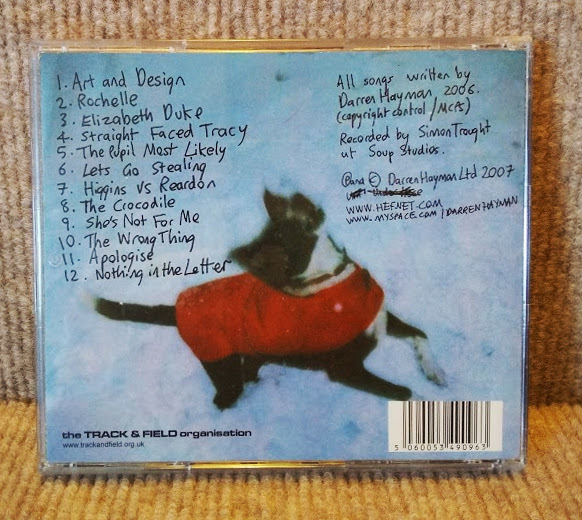 1. Art and Design
2. Rochelle
3. Elizabeth Duke
4. Straight Faced Tracy
5. The Pupil Most Likely
6. Lets Go Stealing
7. Higgins vs Reardon
8. The Crocodile
9. She's Not For Me
10. The Wrong Thing
11. Apologise
12. Nothing in the Letter
All songs written by
Darren Hayman 2006.
(copyright control / MCPS)
Recorded by Simon Trought
at Soup Studios.
Ⓟ and © Darren Hayman Ltd 2007
WWW.HEFNET.COM
WWW.MYSPACE.COM/DARRENHAYMAN
the TRACK & FIELD organisation
www.trackandfield.org.uk
5 060053 490963